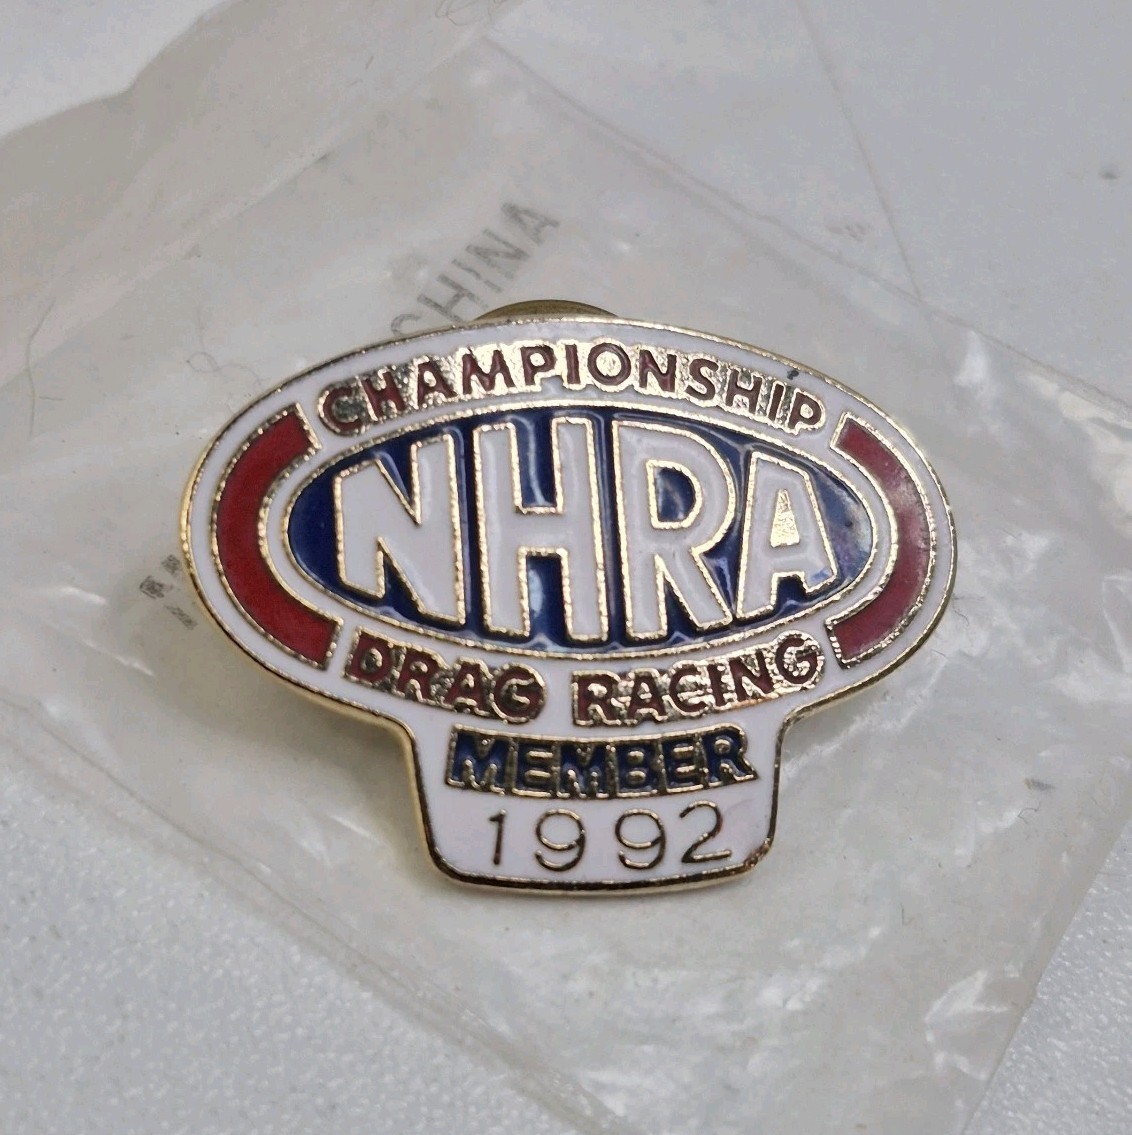 CHINA
CHAMPIONSHIP
NHRA
DRAG RACING
MEMBER
1992